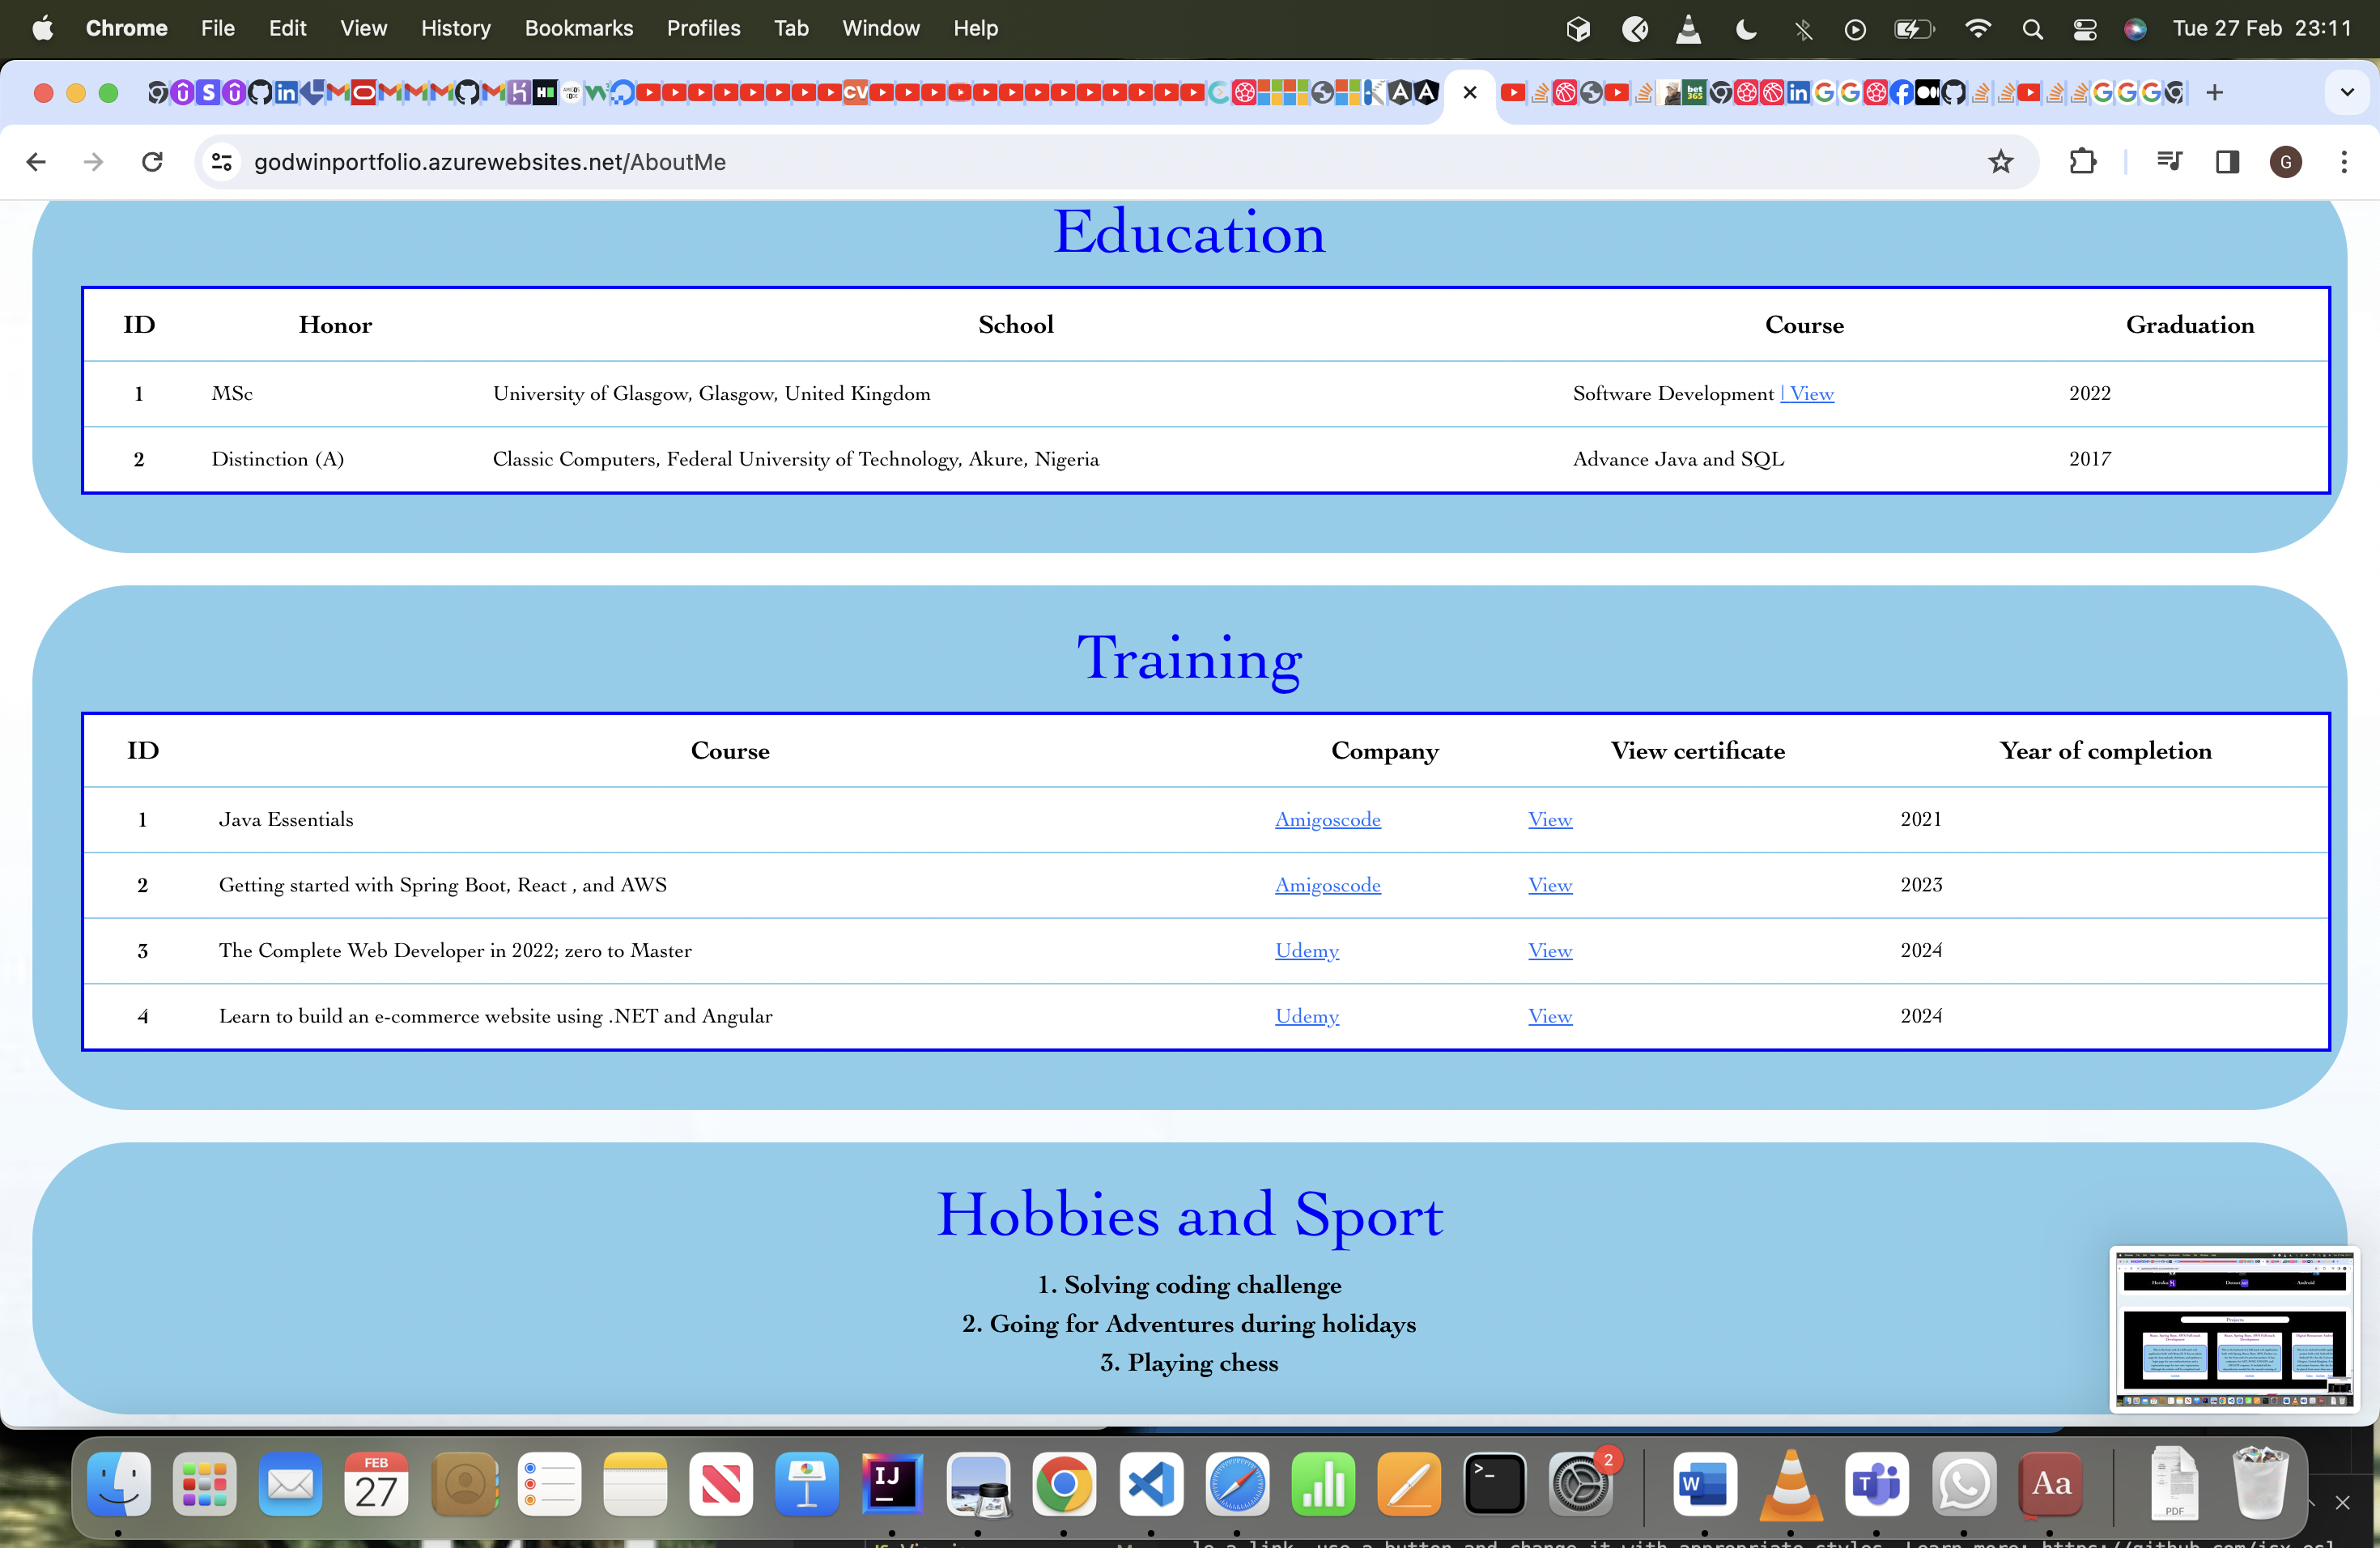 Chrome File Edit View History Bookmarks Profiles Tab Window Help Tue 27 Feb 23:11
godwinportfolio.azurewebsites.net/AboutMe
G
Education
ID Honor School Course Graduation
1 MSc University of Glasgow, Glasgow, United Kingdom Software Development | View 2022
2 Distinction (A) Classic Computers, Federal University of Technology, Akure, Nigeria Advance Java and SQL 2017
Training
ID Course Company View certificate Year of completion
1 Java Essentials Amigoscode View 2021
2 Getting started with Spring Boot, React , and AWS Amigoscode View 2023
3 The Complete Web Developer in 2022; zero to Master Udemy View 2024
4 Learn to build an e-commerce website using .NET and Angular Udemy View 2024
Hobbies and Sport
1. Solving coding challenge
2. Going for Adventures during holidays
3. Playing chess
Projects
FEB
27
IJ
2
W
T
Aa
PDF